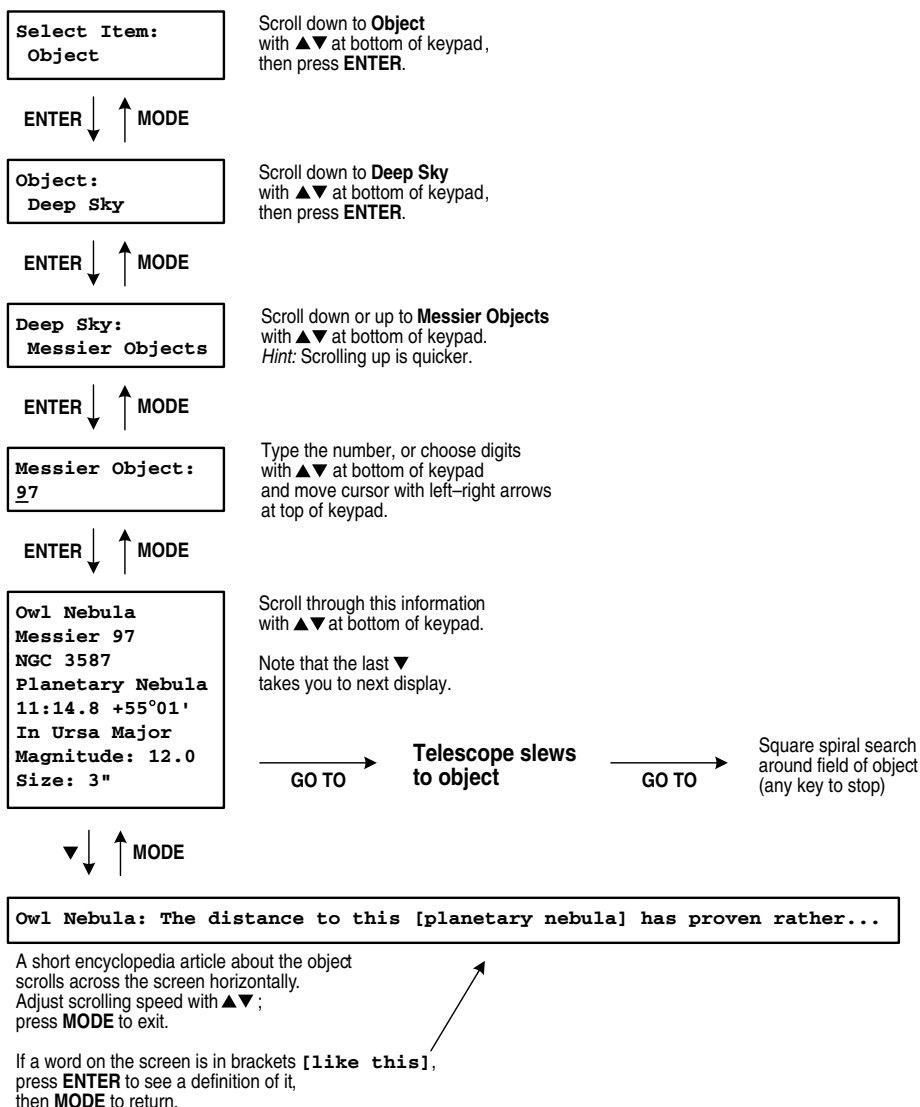 Select Item:
Object
Scroll down to Object
with ▲▼ at bottom of keypad,
then press ENTER.
ENTER MODE
Object:
Deep Sky
Scroll down to Deep Sky
with ▲▼ at bottom of keypad,
then press ENTER.
ENTER MODE
Deep Sky:
Messier Objects
Scroll down or up to Messier Objects
with ▲▼ at bottom of keypad.
Hint: Scrolling up is quicker.
ENTER MODE
Messier Object:
97
Type the number, or choose digits
with ▲▼ at bottom of keypad
and move cursor with left–right arrows
at top of keypad.
ENTER MODE
Owl Nebula
Messier 97
NGC 3587
Planetary Nebula
11:14.8 +55°01'
In Ursa Major
Magnitude: 12.0
Size: 3"
Scroll through this information
with ▲▼ at bottom of keypad.
Note that the last ▼
takes you to next display.
GO TO
Telescope slews
to object
GO TO
Square spiral search
around field of object
(any key to stop)
▼ MODE
Owl Nebula: The distance to this [planetary nebula] has proven rather...
A short encyclopedia article about the object
scrolls across the screen horizontally.
Adjust scrolling speed with ▲▼ ;
press MODE to exit.
If a word on the screen is in brackets [like this],
press ENTER to see a definition of it,
then MODE to return.